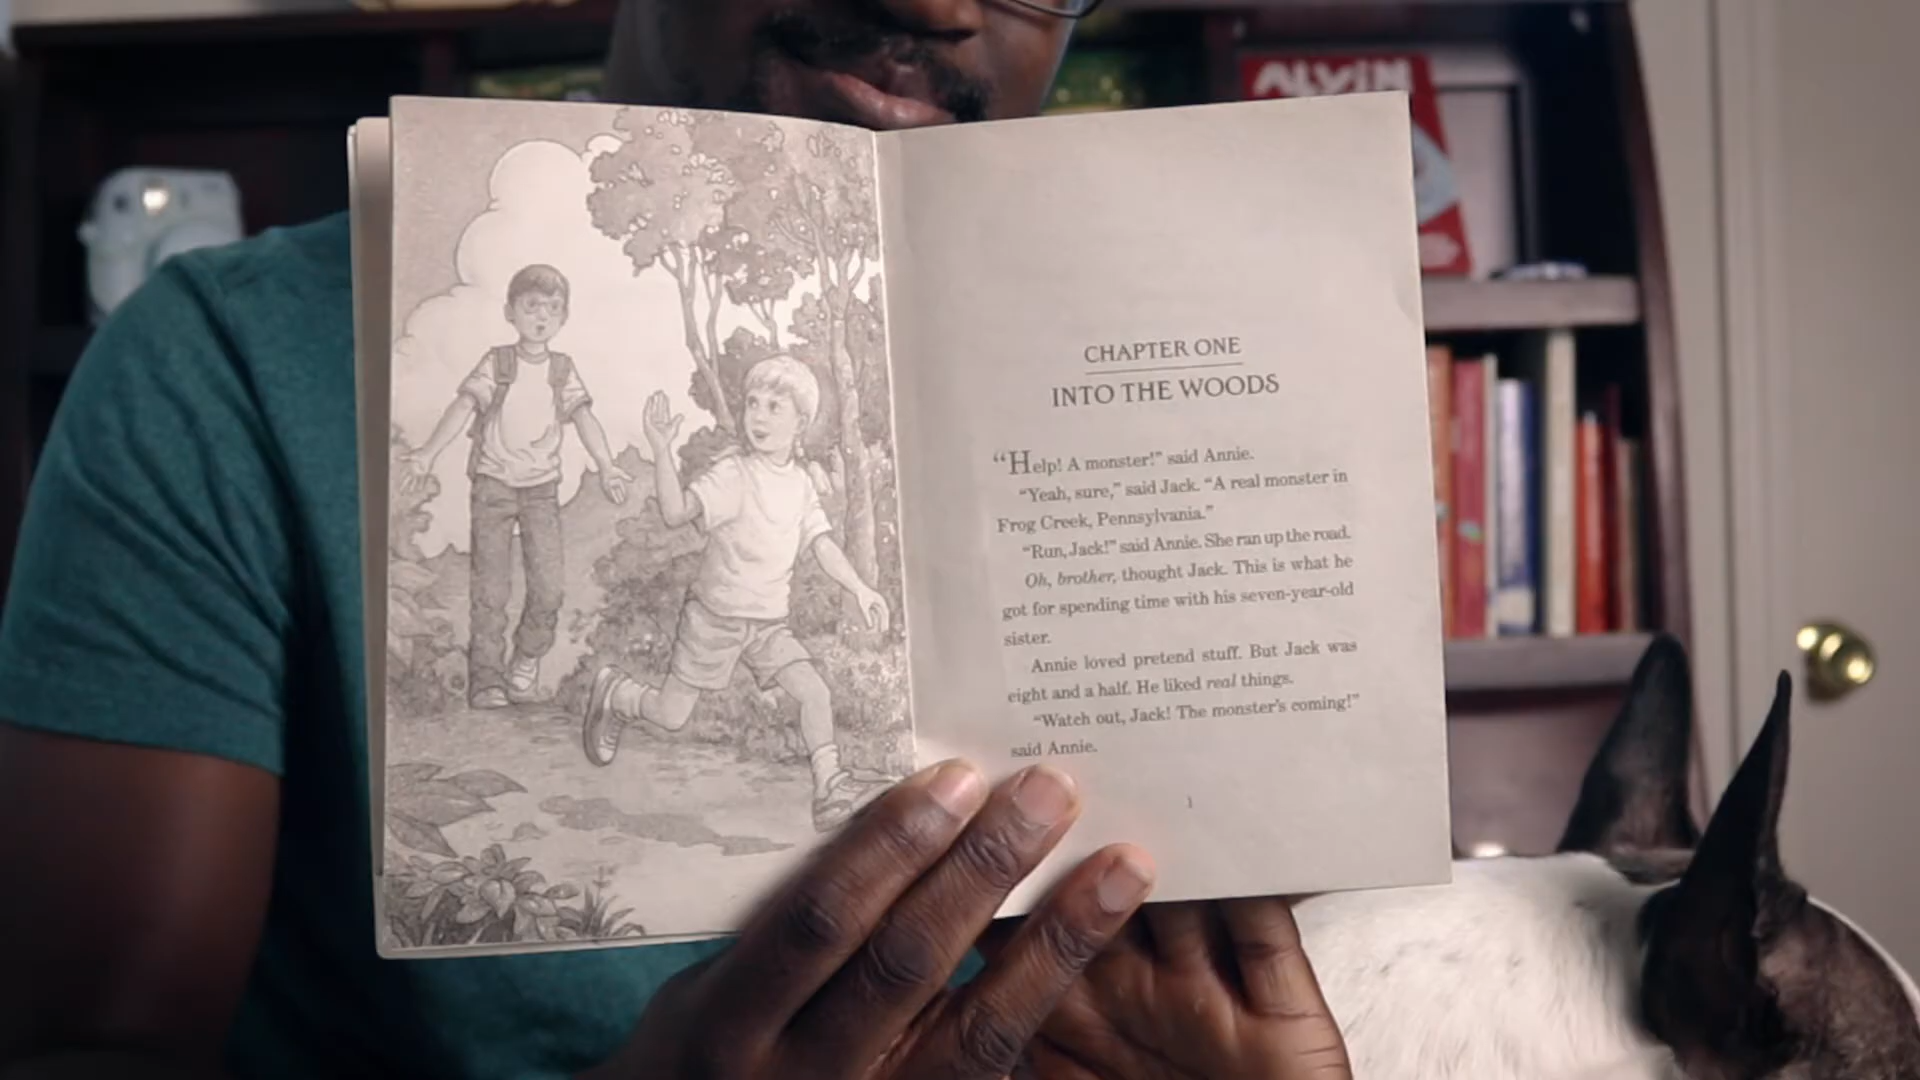 ALVIN
CHAPTER ONE
INTO THE WOODS
“Help! A monster!” said Annie.
“Yeah, sure,” said Jack. “A real monster in
Frog Creek, Pennsylvania.”
“Run, Jack!” said Annie. She ran up the road.
Oh, brother, thought Jack. This is what he
got for spending time with his seven-year-old
sister.
Annie loved pretend stuff. But Jack was
eight and a half. He liked real things.
“Watch out, Jack! The monster’s coming!”
said Annie.
1